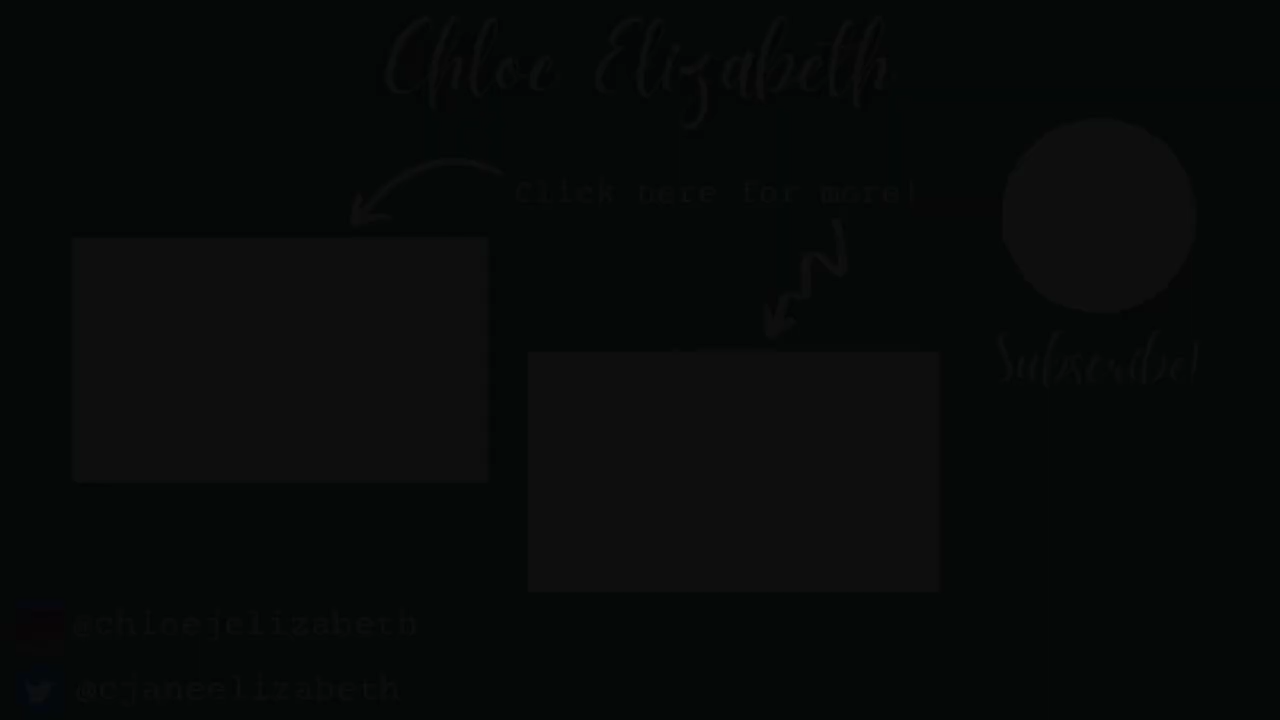 Chloe Elizabeth
Click here for more!
Subscribe!
@chloejelizabeth
@cjaneelizabeth